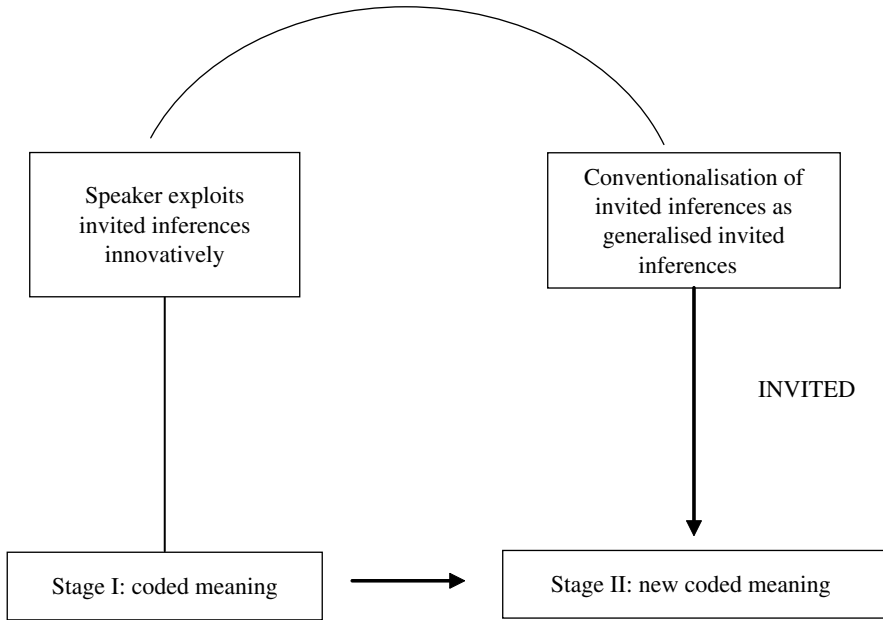 Speaker exploits
invited inferences
innovatively
Conventionalisation of
invited inferences as
generalised invited
inferences
INVITED
Stage I: coded meaning
Stage II: new coded meaning